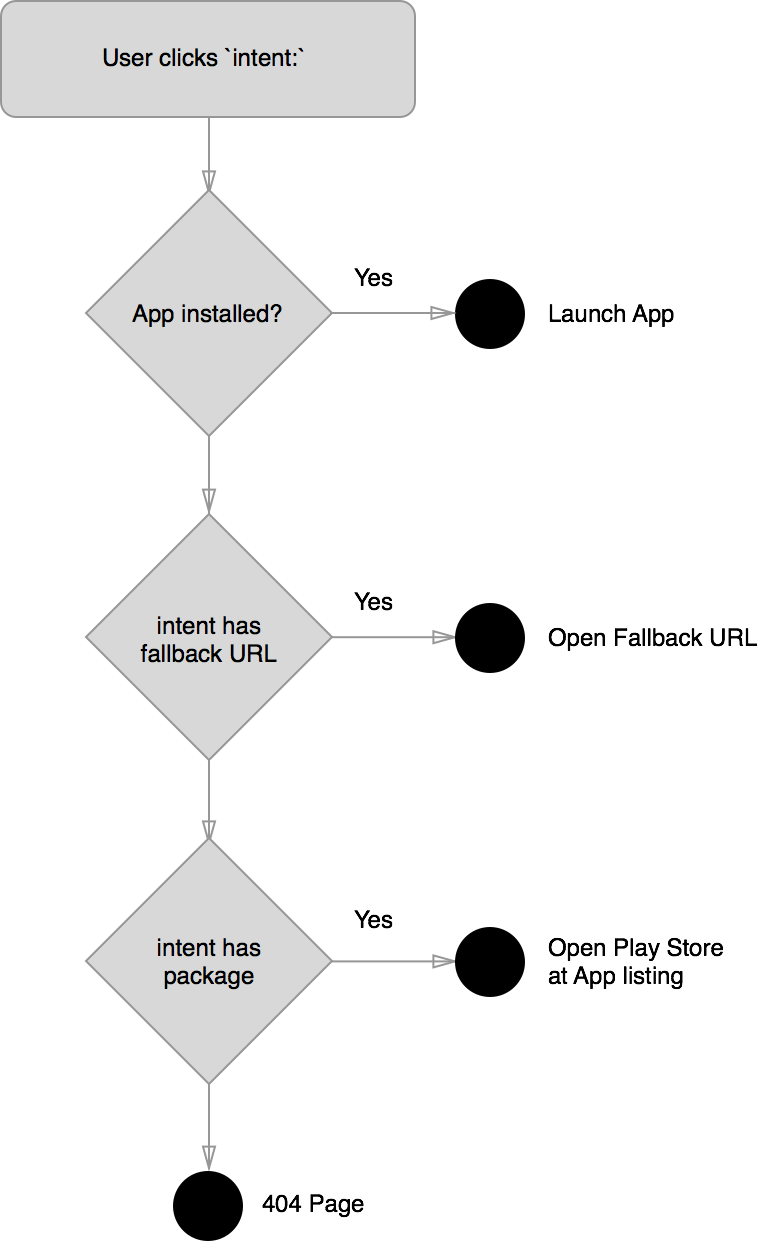 User clicks `intent:`
Yes
App installed?
Launch App
Yes
intent has
fallback URL
Open Fallback URL
Yes
intent has
package
Open Play Store
at App listing
404 Page